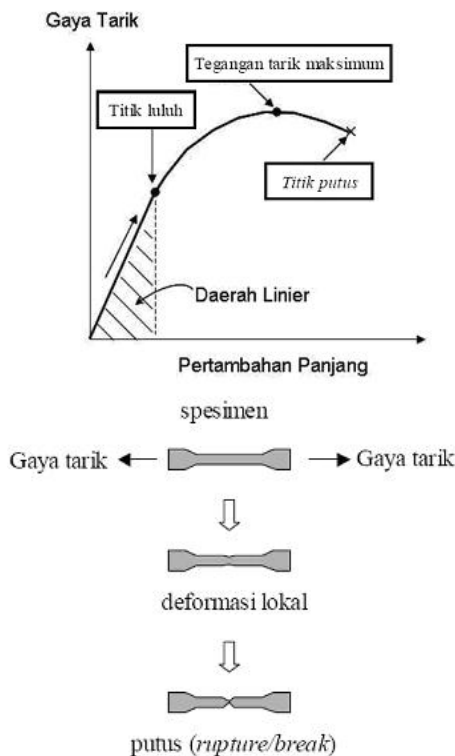 Gaya Tarik
Tegangan tarik maksimum
Titik luluh
Titik putus
Daerah Linier
Pertambahan Panjang
spesimen
Gaya tarik Gaya tarik
deformasi lokal
putus (rupture/break)